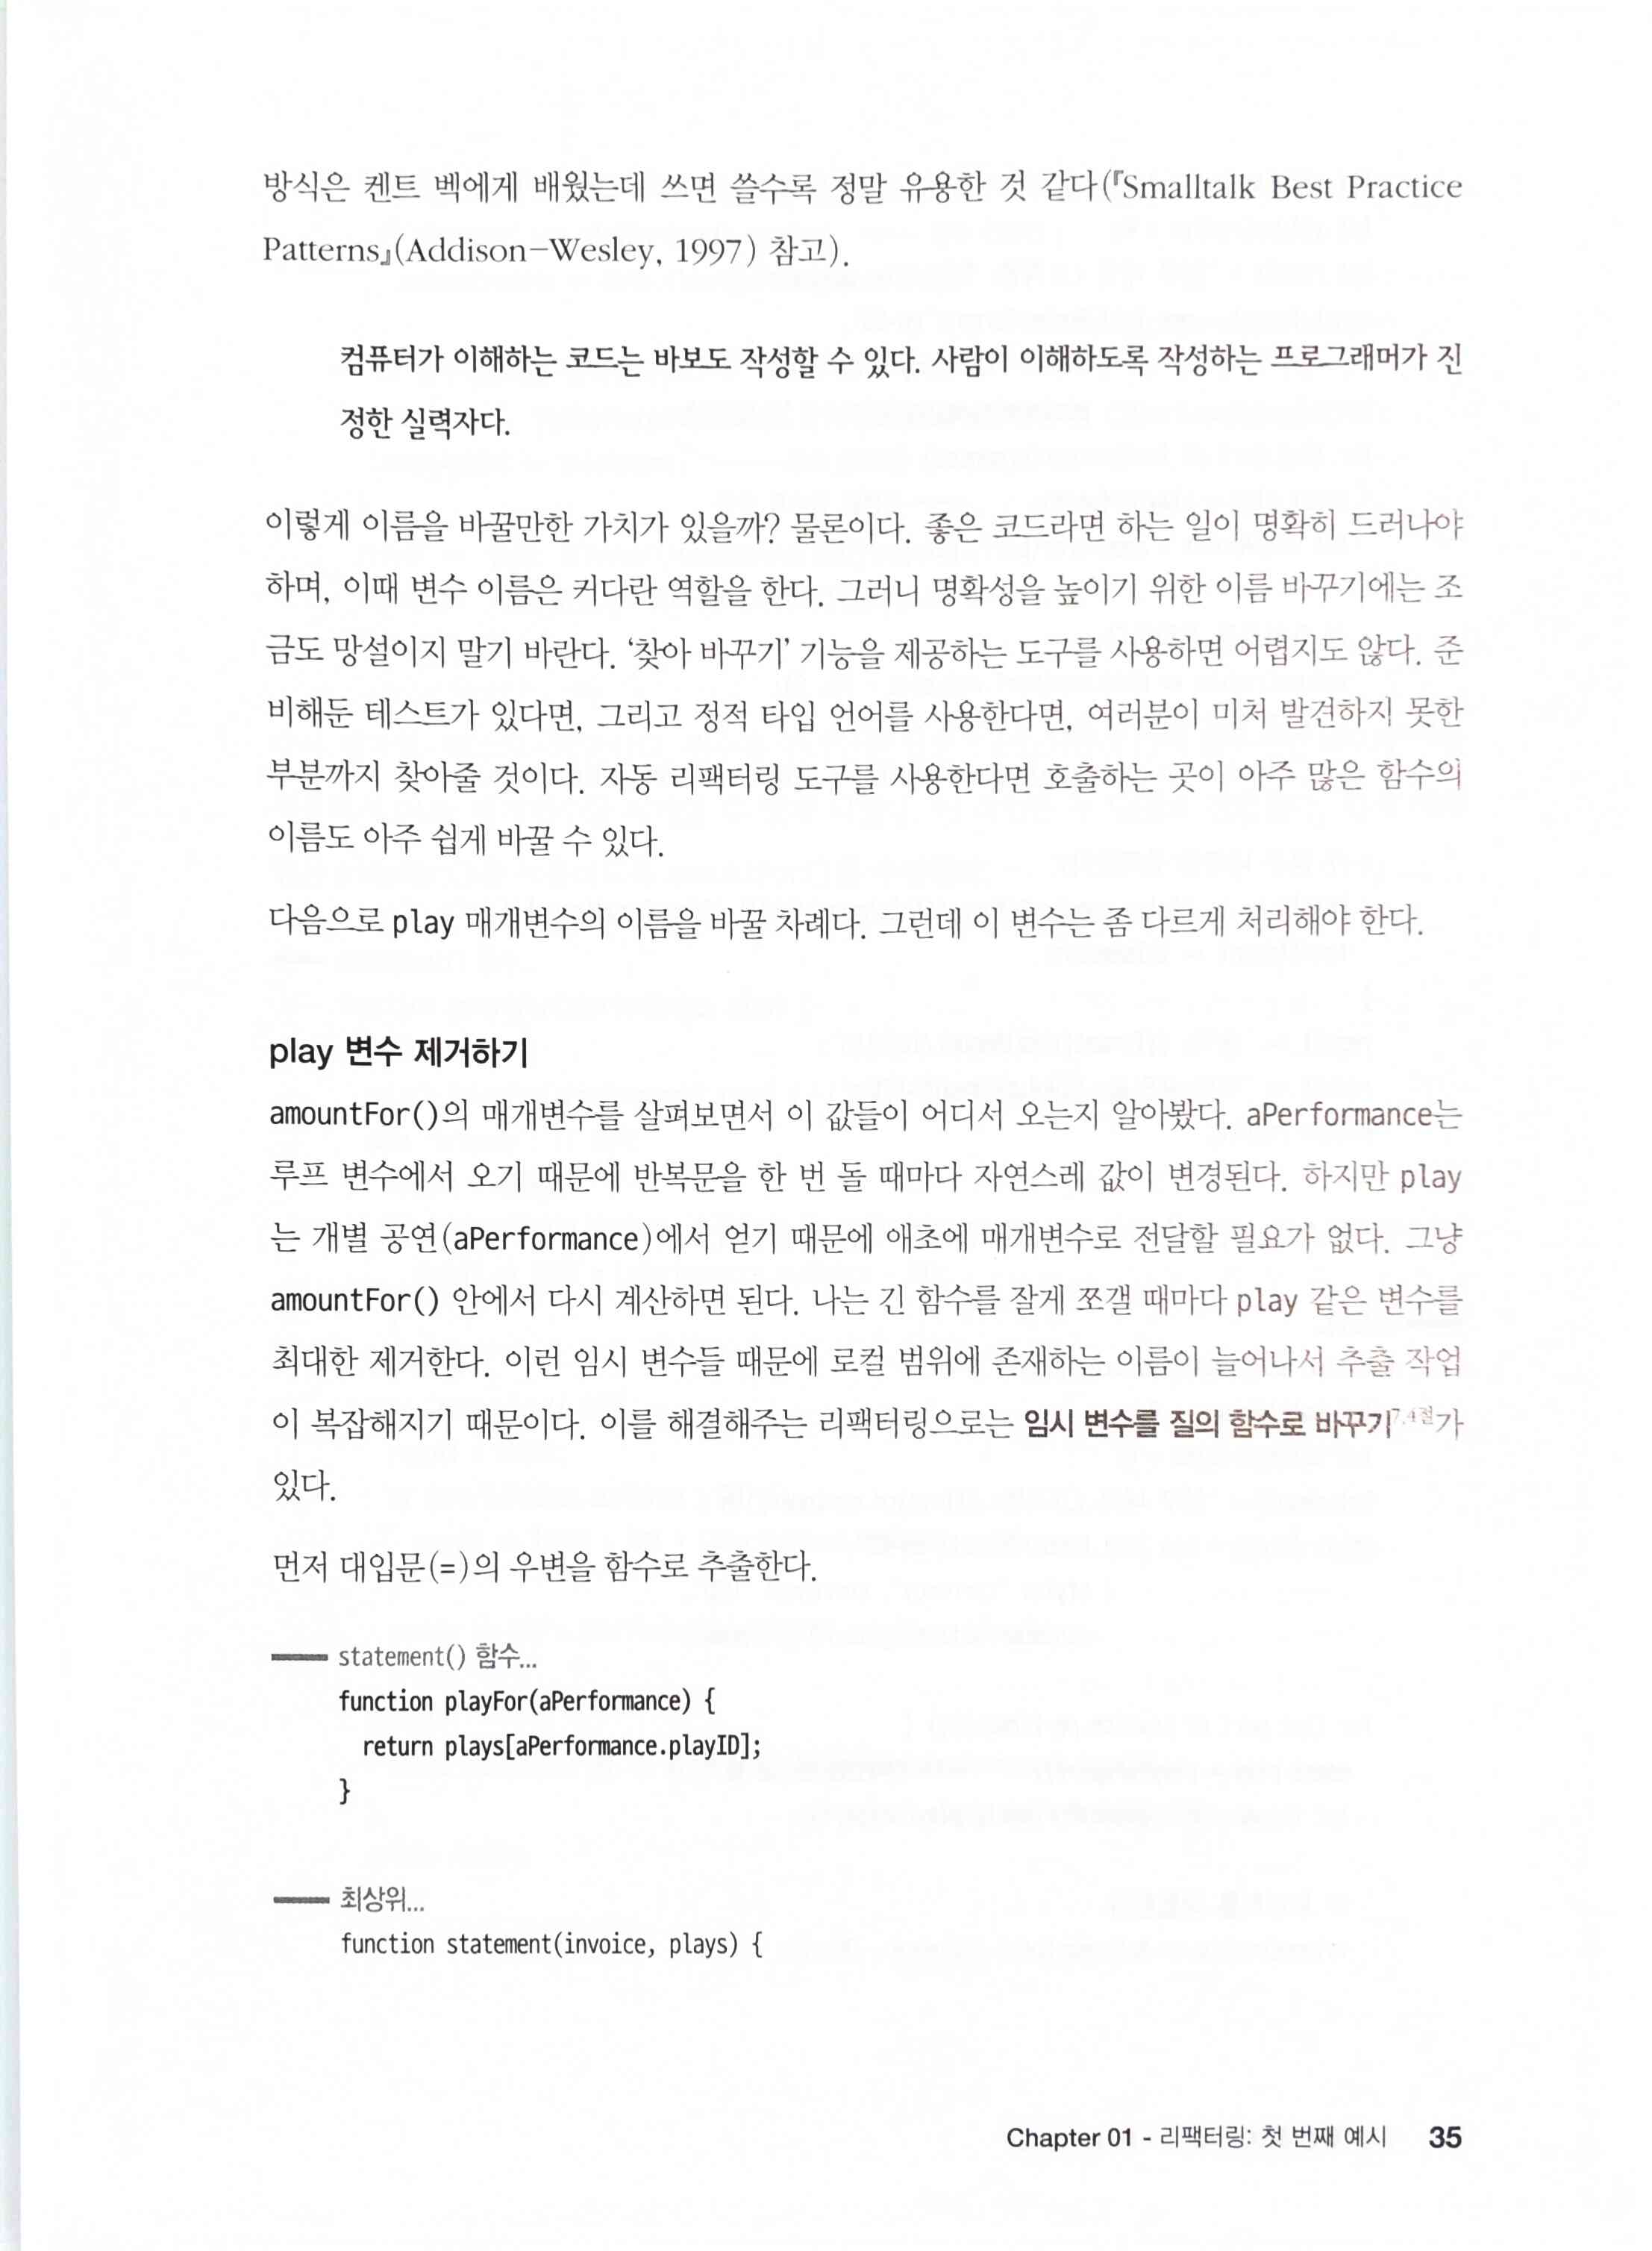 방식은 켄트 벡에게 배웠는데 쓰면 쓸수록 정말 유용한 것 같다(『Smalltalk Best Practice
Patterns』(Addison-Wesley, 1997) 참고).
컴퓨터가 이해하는 코드는 바보도 작성할 수 있다. 사람이 이해하도록 작성하는 프로그래머가 진
정한 실력자다.
이렇게 이름을 바꿀만한 가치가 있을까? 물론이다. 좋은 코드라면 하는 일이 명확히 드러나야
하며, 이때 변수 이름은 커다란 역할을 한다. 그러니 명확성을 높이기 위한 이름 바꾸기에는 조
금도 망설이지 말기 바란다. '찾아 바꾸기' 기능을 제공하는 도구를 사용하면 어렵지도 않다. 준
비해둔 테스트가 있다면, 그리고 정적 타입 언어를 사용한다면, 여러분이 미처 발견하지 못한
부분까지 찾아줄 것이다. 자동 리팩터링 도구를 사용한다면 호출하는 곳이 아주 많은 함수의
이름도 아주 쉽게 바꿀 수 있다.
다음으로 play 매개변수의 이름을 바꿀 차례다. 그런데 이 변수는 좀 다르게 처리해야 한다.
play 변수 제거하기
amountFor()의 매개변수를 살펴보면서 이 값들이 어디서 오는지 알아봤다. aPerformance는
루프 변수에서 오기 때문에 반복문을 한 번 돌 때마다 자연스레 값이 변경된다. 하지만 play
는 개별 공연(aPerformance)에서 얻기 때문에 애초에 매개변수로 전달할 필요가 없다. 그냥
amountFor() 안에서 다시 계산하면 된다. 나는 긴 함수를 잘게 쪼갤 때마다 play 같은 변수를
최대한 제거한다. 이런 임시 변수들 때문에 로컬 범위에 존재하는 이름이 늘어나서 추출 작업
이 복잡해지기 때문이다. 이를 해결해주는 리팩터링으로는 임시 변수를 질의 함수로 바꾸기7.4절가
있다.
먼저 대입문(=)의 우변을 함수로 추출한다.
statement() 함수...
function playFor(aPerformance) {
return plays[aPerformance.playID];
}
최상위...
function statement(invoice, plays) {
Chapter 01 - 리팩터링: 첫 번째 예시 35